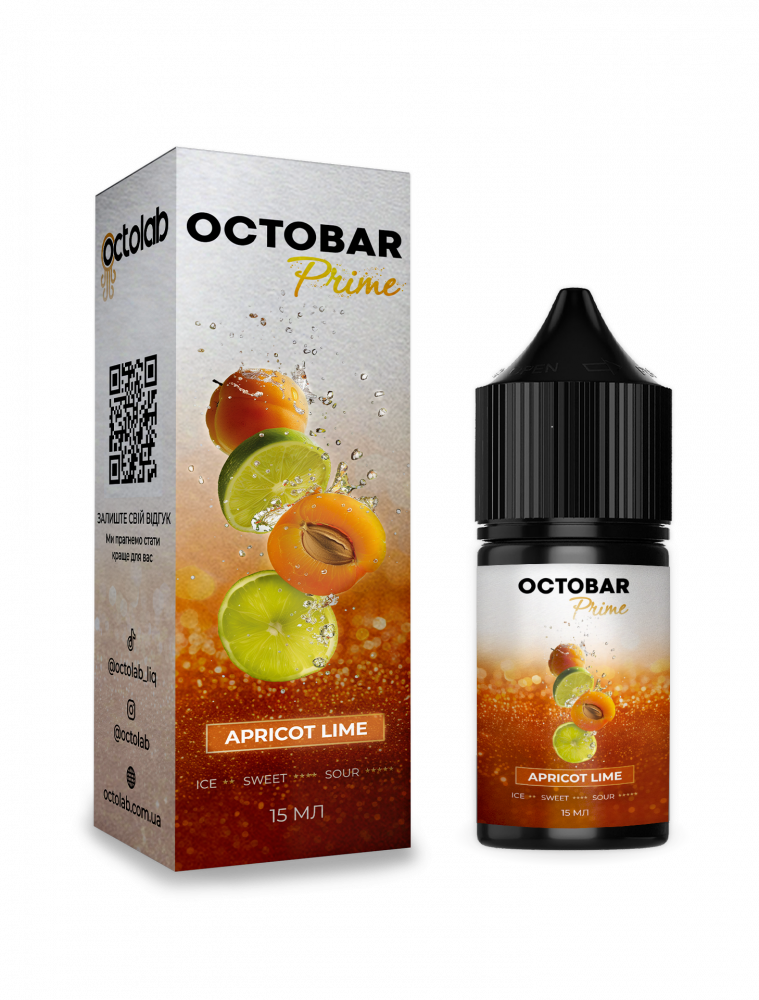 octolab
ЗАЛИШТЕ СВІЙ ВІДГУК
Ми прагнемо стати
краще для вас
@octolab_liq
@octolab
octolab.com.ua
OCTOBAR
Prime
APRICOT LIME
ICE ** SWEET **** SOUR *****
15 МЛ
OPEN
OCTOBAR
Prime
APRICOT LIME
ICE ** SWEET **** SOUR *****
15 МЛ